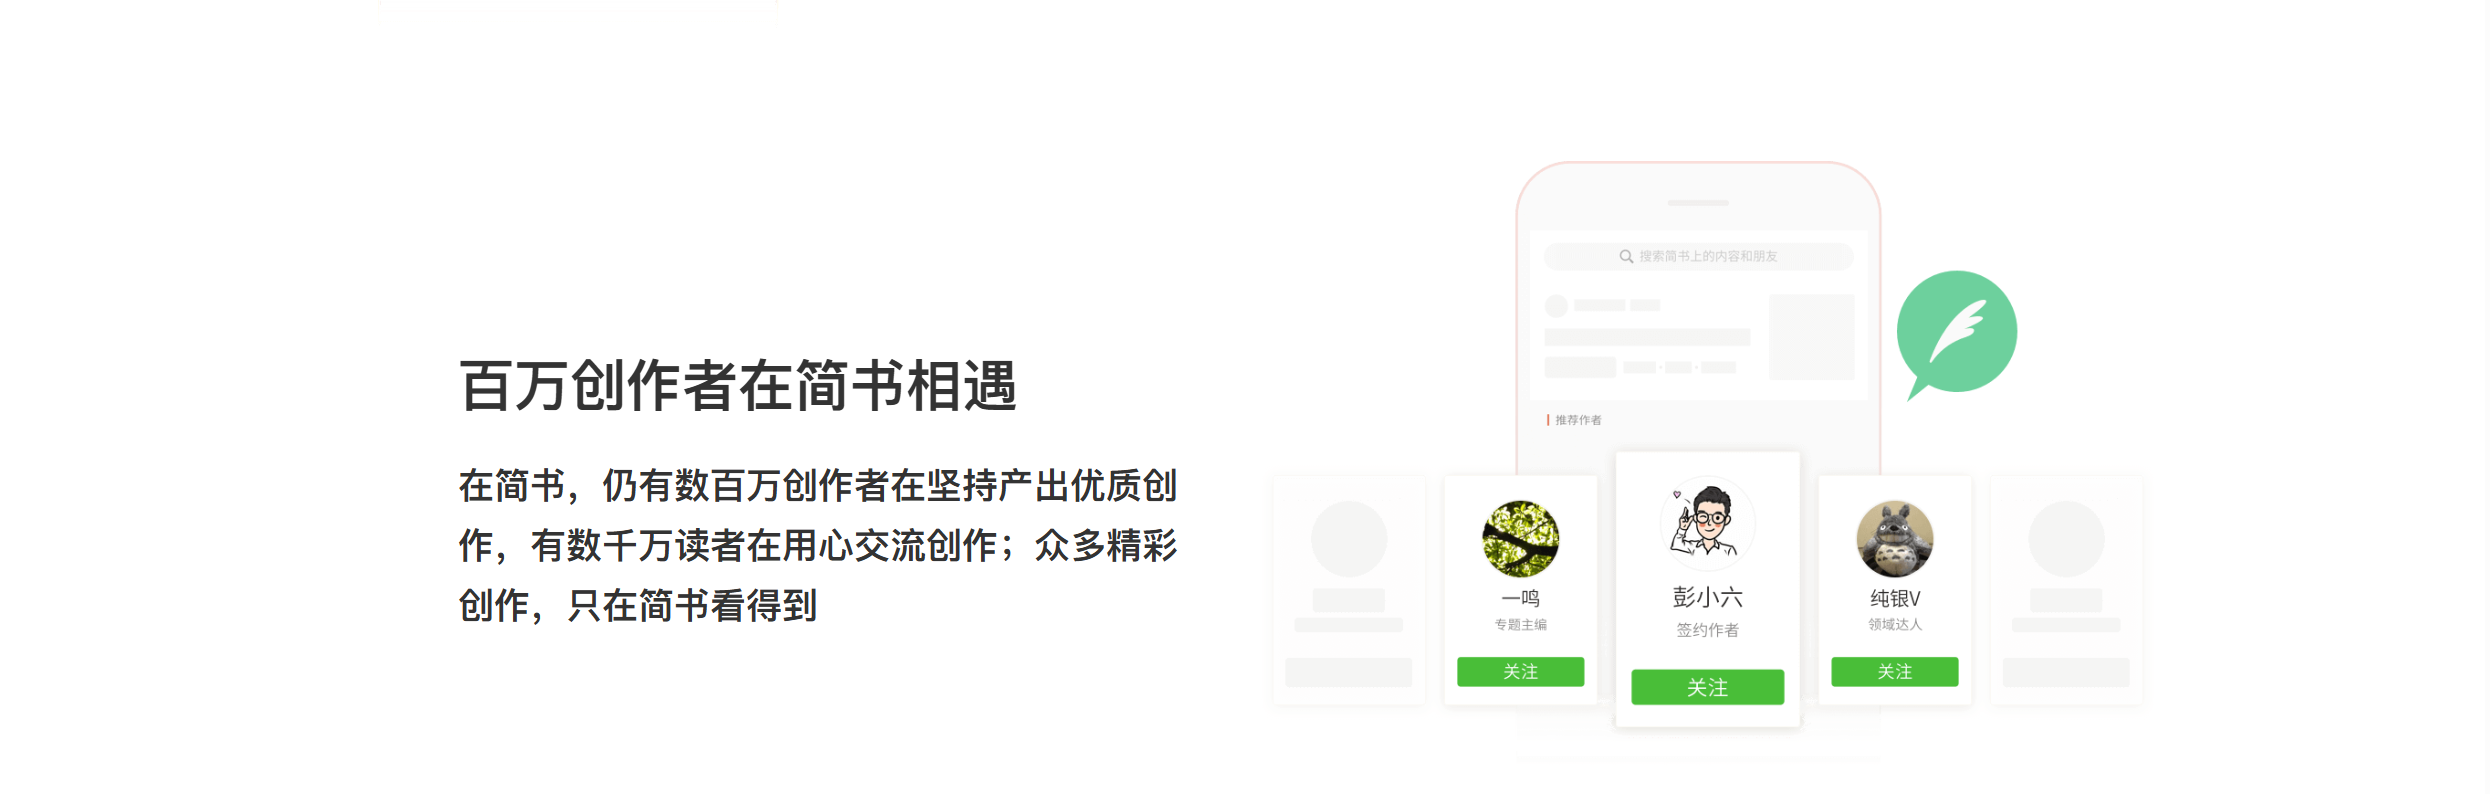 百万创作者在简书相遇
在简书，仍有数百万创作者在坚持产出优质创
作，有数千万读者在用心交流创作；众多精彩
创作，只在简书看得到
搜索简书上的内容和朋友
推荐作者
一鸣
专题主编
关注
彭小六
签约作者
关注
纯银V
领域达人
关注